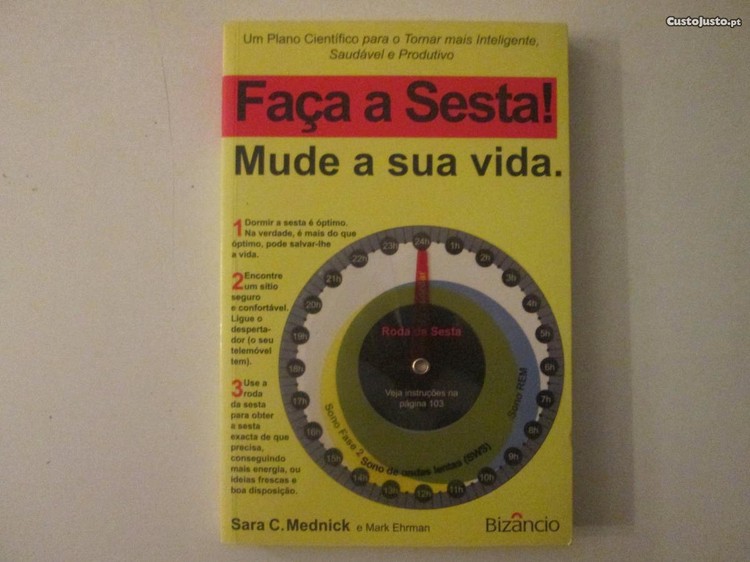 CustoJusto.pt
Um Plano Científico para o Tornar mais Inteligente,
Saudável e Produtivo
Faça a Sesta!
Mude a sua vida.
1 Dormir a sesta é óptimo.
Na verdade, é mais do que
óptimo, pode salvar-lhe
a vida.
2 Encontre
um sítio
seguro
e confortável.
Ligue o
desperta-
dor (o seu
telemóvel
tem).
3 Use a
roda
da sesta
para obter
a sesta
exacta de que
precisa,
conseguindo
mais energia, ou
ideias frescas e
boa disposição.
24h
1h
2h
3h
4h
5h
6h
7h
8h
9h
10h
11h
12h
13h
14h
15h
16h
17h
18h
19h
20h
21h
22h
23h
Roda da Sesta
Veja instruções na
página 103
Sono Fase 2
Sono de ondas lentas (SWS)
Sono REM
Sara C. Mednick e Mark Ehrman
Bizâncio